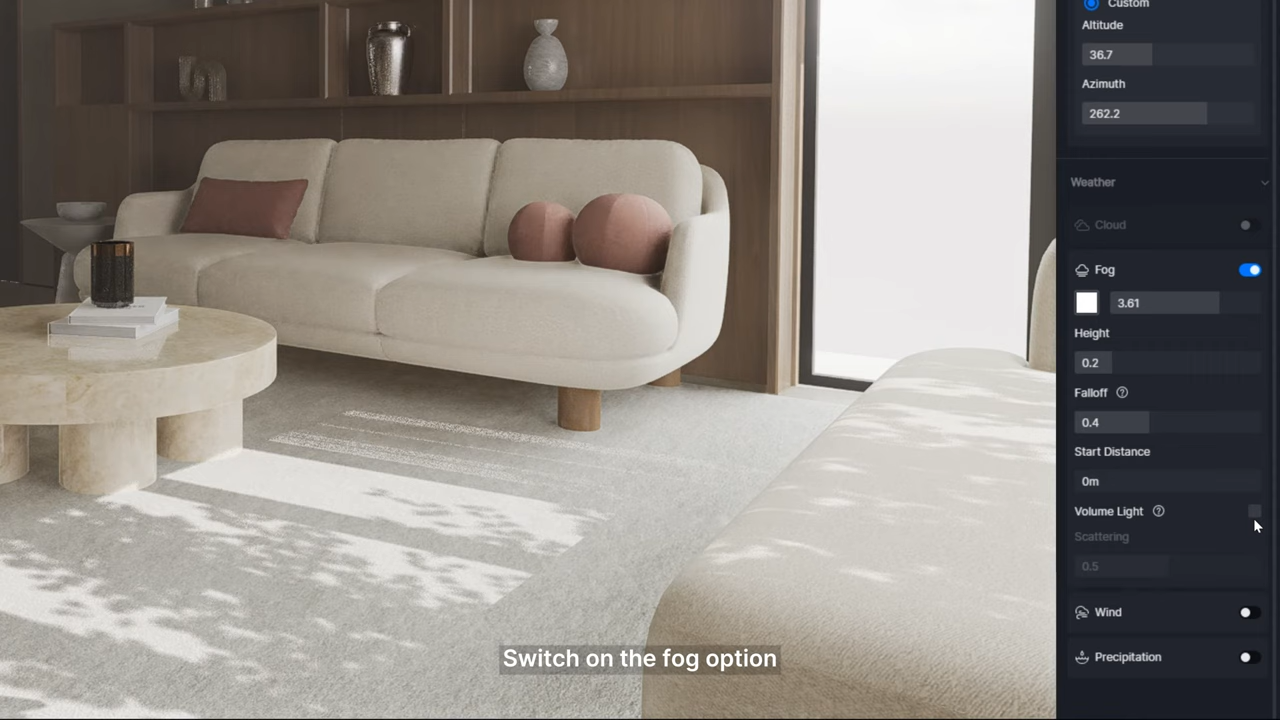 Custom
Altitude
36.7
Azimuth
262.2
Weather
Cloud
Fog
3.61
Height
0.2
Falloff
0.4
Start Distance
0m
Volume Light
Scattering
0.5
Wind
Precipitation
Switch on the fog option